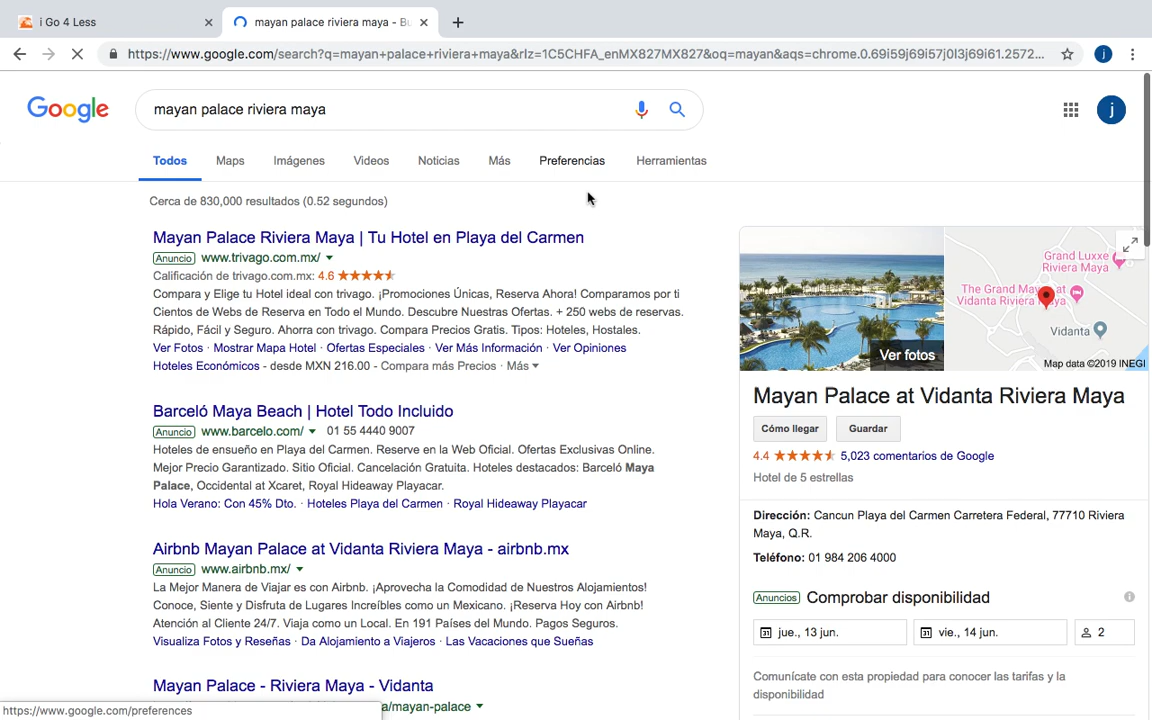 i Go 4 Less
mayan palace riviera maya - Bu
https://www.google.com/search?q=mayan+palace+riviera+maya&rlz=1C5CHFA_enMX827MX827&oq=mayan&aqs=chrome.0.69i59j69i57j0l3j69i61.2572...
j
Google
mayan palace riviera maya
j
Todos
Maps
Imágenes
Videos
Noticias
Más
Preferencias
Herramientas
Cerca de 830,000 resultados (0.52 segundos)
Mayan Palace Riviera Maya | Tu Hotel en Playa del Carmen
Anuncio www.trivago.com.mx/
Calificación de trivago.com.mx: 4.6
Compara y Elige tu Hotel ideal con trivago. ¡Promociones Únicas, Reserva Ahora! Comparamos por ti
Cientos de Webs de Reserva en Todo el Mundo. Descubre Nuestras Ofertas. + 250 webs de reservas.
Rápido, Fácil y Seguro. Ahorra con trivago. Compara Precios Gratis. Tipos: Hoteles, Hostales.
Ver Fotos · Mostrar Mapa Hotel · Ofertas Especiales · Ver Más Información · Ver Opiniones
Hoteles Económicos - desde MXN 216.00 - Compara más Precios · Más
Barceló Maya Beach | Hotel Todo Incluido
Anuncio www.barcelo.com/ 01 55 4440 9007
Hoteles de ensueño en Playa del Carmen. Reserve en la Web Oficial. Ofertas Exclusivas Online.
Mejor Precio Garantizado. Sitio Oficial. Cancelación Gratuita. Hoteles destacados: Barceló Maya
Palace, Occidental at Xcaret, Royal Hideaway Playacar.
Hola Verano: Con 45% Dto. · Hoteles Playa del Carmen · Royal Hideaway Playacar
Airbnb Mayan Palace at Vidanta Riviera Maya - airbnb.mx
Anuncio www.airbnb.mx/
La Mejor Manera de Viajar es con Airbnb. ¡Aprovecha la Comodidad de Nuestros Alojamientos!
Conoce, Siente y Disfruta de Lugares Increíbles como un Mexicano. ¡Reserva Hoy con Airbnb!
Atención al Cliente 24/7. Viaja como un Local. En 191 Países del Mundo. Pagos Seguros.
Visualiza Fotos y Reseñas · Da Alojamiento a Viajeros · Las Vacaciones que Sueñas
Mayan Palace - Riviera Maya - Vidanta
a/mayan-palace
https://www.google.com/preferences
Grand Luxxe
Riviera Maya
The Grand Mayan at
Vidanta Riviera Maya
Vidanta
Ver fotos
Map data ©2019 INEGI
Mayan Palace at Vidanta Riviera Maya
Cómo llegar
Guardar
4.4 5,023 comentarios de Google
Hotel de 5 estrellas
Dirección: Cancun Playa del Carmen Carretera Federal, 77710 Riviera
Maya, Q.R.
Teléfono: 01 984 206 4000
Anuncios Comprobar disponibilidad
31 jue., 13 jun.
31 vie., 14 jun.
2
Comunícate con esta propiedad para conocer las tarifas y la
disponibilidad